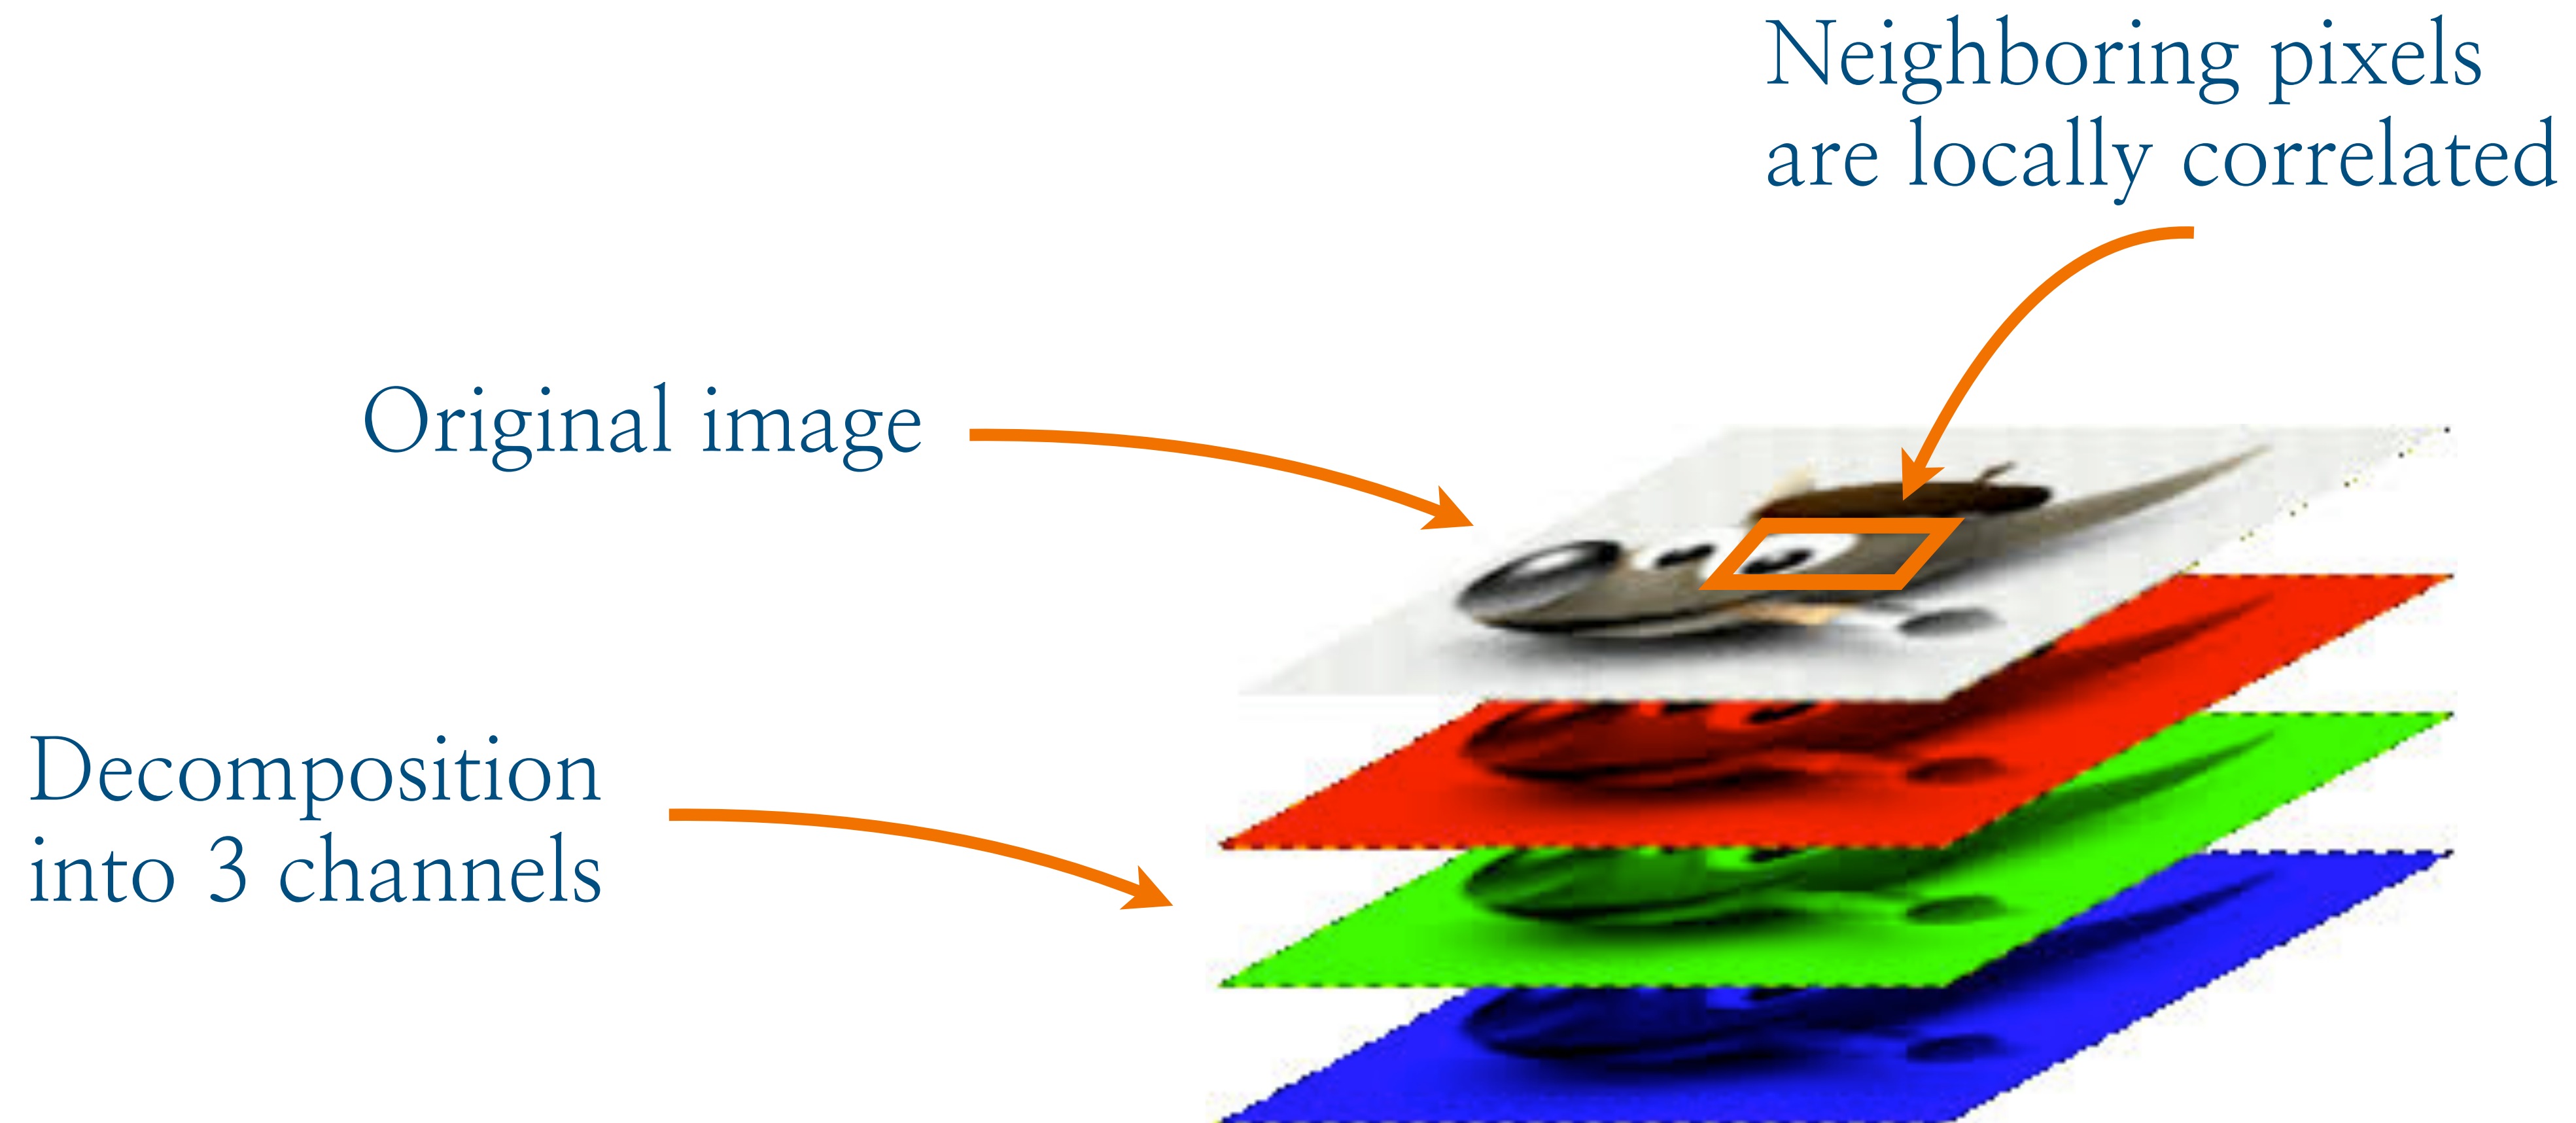 Neighboring pixels
are locally correlated
Original image
Decomposition
into 3 channels